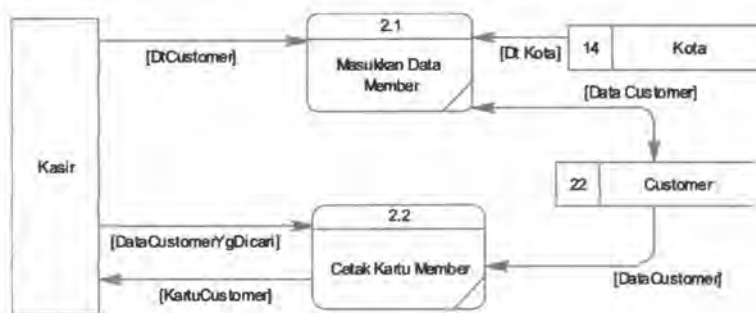 2.1
[DtCustomer]
Masukkan Data
Member
[Dt Kota]
14
Kota
[Data Customer]
Kasir
22
Customer
2.2
[DataCustomerYgDicari]
Cetak Kartu Member
[DataCustomer]
[KartuCustomer]